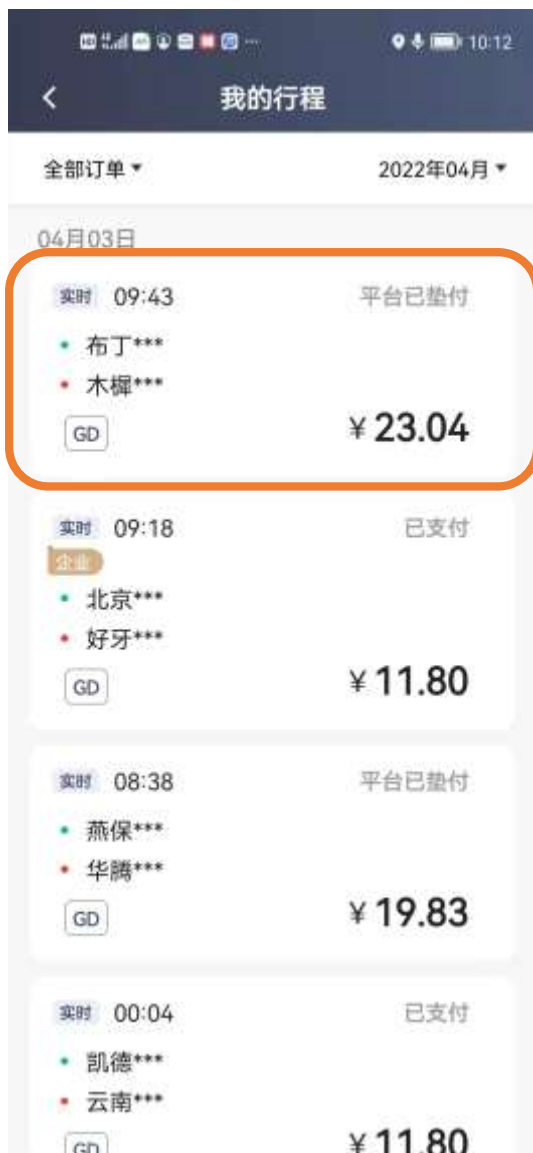 10:12
我的行程
全部订单 2022年04月
04月03日
实时 09:43 平台已垫付
布丁***
木樨***
GD
¥ 23.04
实时 09:18 已支付
企业
北京***
好牙***
GD
¥ 11.80
实时 08:38 平台已垫付
燕保***
华腾***
GD
¥ 19.83
实时 00:04 已支付
凯德***
云南***
GD
¥ 11.80